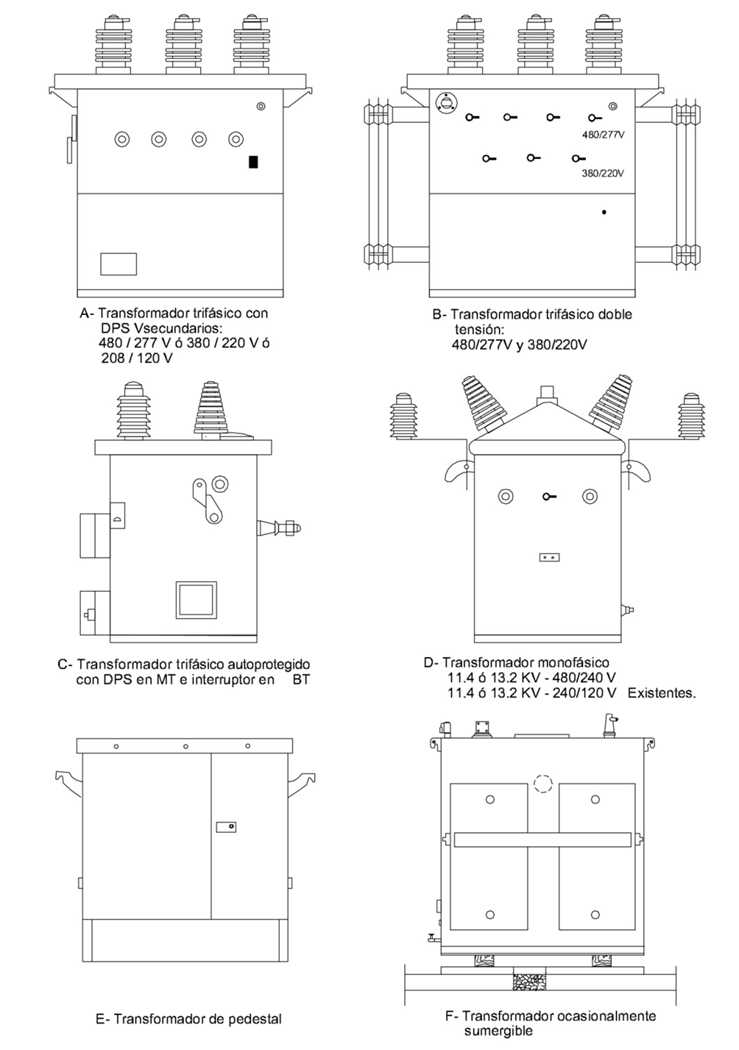 480/277V
380/220V
A- Transformador trifásico con
DPS Vsecundarios:
480 / 277 V ó 380 / 220 V ó
208 / 120 V
B- Transformador trifásico doble
tensión:
480/277V y 380/220V
C- Transformador trifásico autoprotegido
con DPS en MT e interruptor en BT
D- Transformador monofásico
11.4 ó 13.2 KV - 480/240 V
11.4 ó 13.2 KV - 240/120 V Existentes.
E- Transformador de pedestal
F- Transformador ocasionalmente
sumergible